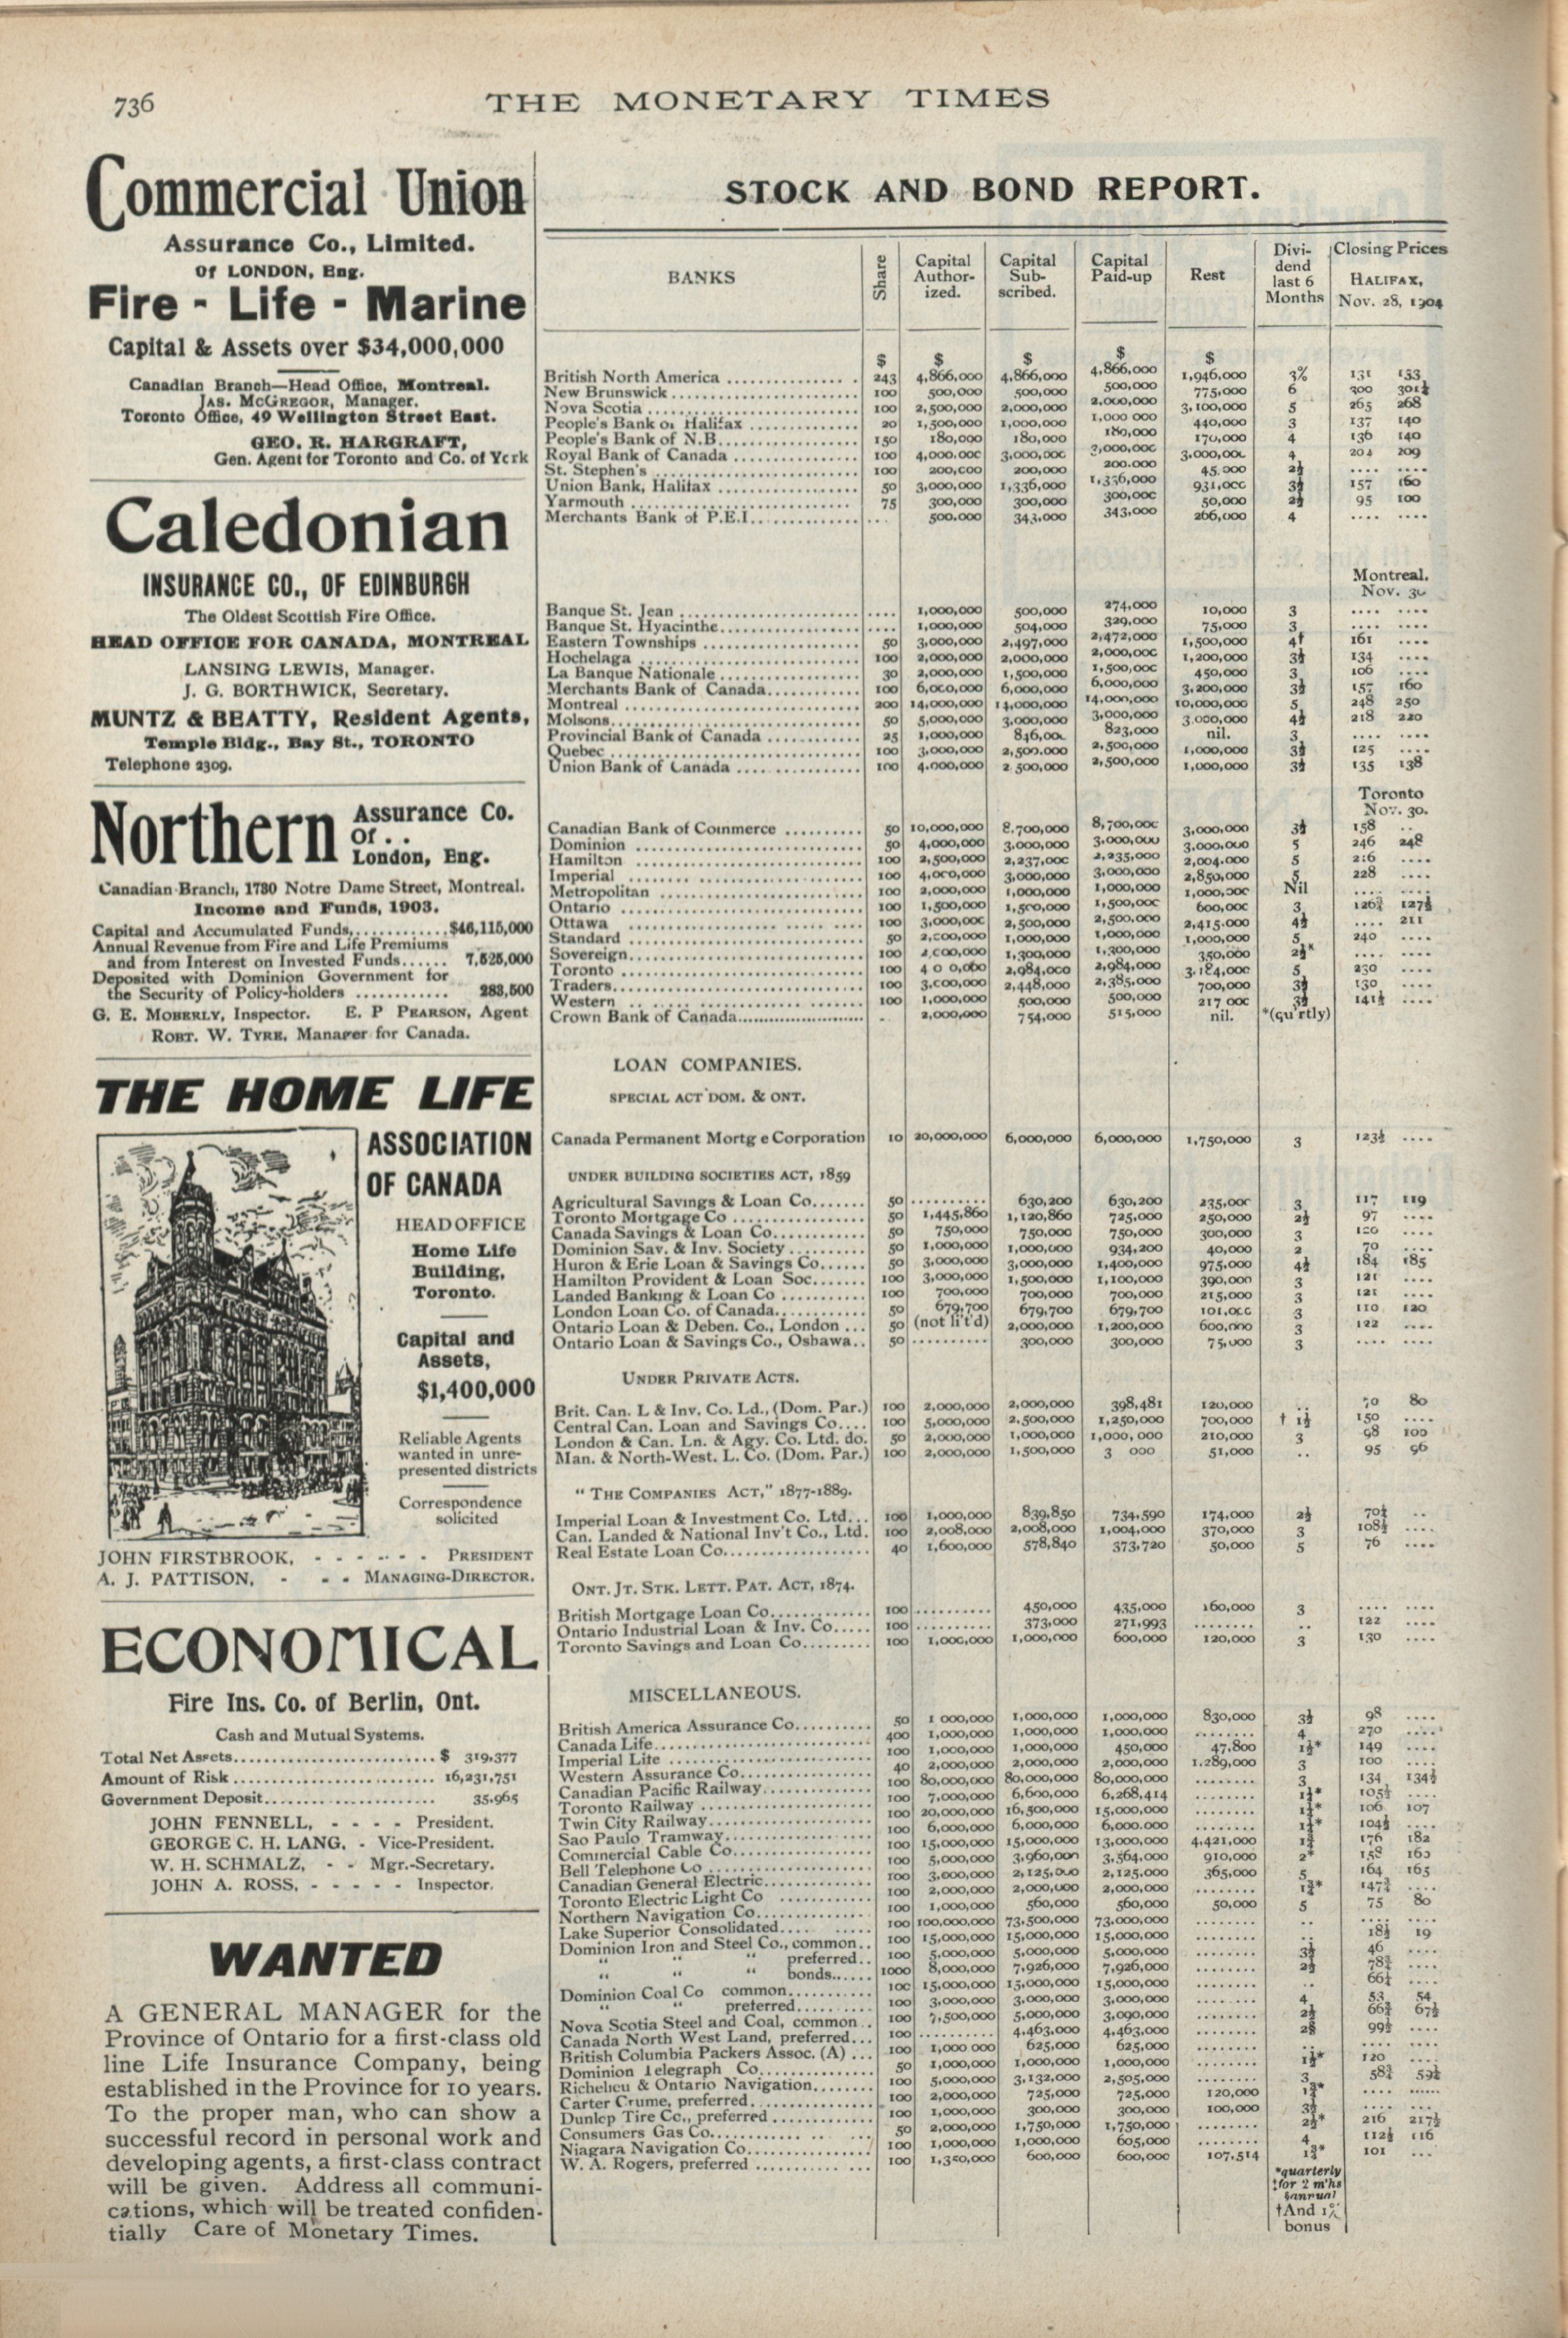 736
THE MONETARY TIMES
Commercial Union
Assurance Co., Limited.
Of LONDON, Eng.
Fire - Life - Marine
Capital & Assets over $34,000,000
Canadian Branch—Head Office, Montreal.
JAS. MCGREGOR, Manager.
Toronto Office, 49 Wellington Street East.
GEO. R. HARGRAFT,
Gen. Agent for Toronto and Co. of York
Caledonian
INSURANCE CO., OF EDINBURGH
The Oldest Scottish Fire Office.
HEAD OFFICE FOR CANADA, MONTREAL
LANSING LEWIS, Manager.
J. G. BORTHWICK, Secretary.
MUNTZ & BEATTY, Resident Agents,
Temple Bldg., Bay St., TORONTO
Telephone 2309.
Northern Assurance Co.
Of . .
London, Eng.
Canadian Branch, 1780 Notre Dame Street, Montreal.
Income and Funds, 1903.
Capital and Accumulated Funds,............$46,115,000
Annual Revenue from Fire and Life Premiums
and from Interest on Invested Funds...... 7,525,000
Deposited with Dominion Government for
the Security of Policy-holders ............ 283,500
G. E. MOBERLY, Inspector. E. P PEARSON, Agent
ROBT. W. TYRE, Manager for Canada.
THE HOME LIFE
ASSOCIATION
OF CANADA
HEAD OFFICE
Home Life
Building,
Toronto.
Capital and
Assets,
$1,400,000
Reliable Agents
wanted in unre-
presented districts
Correspondence
solicited
JOHN FIRSTBROOK, - - - - - - PRESIDENT
A. J. PATTISON, - - - MANAGING-DIRECTOR.
ECONOMICAL
Fire Ins. Co. of Berlin, Ont.
Cash and Mutual Systems.
Total Net Assets.............................$ 319,377
Amount of Risk............................. 16,231,751
Government Deposit........................ 35,965
JOHN FENNELL, - - - - President.
GEORGE C. H. LANG, - Vice-President.
W. H. SCHMALZ, - - Mgr.-Secretary.
JOHN A. ROSS, - - - - - Inspector.
WANTED
A GENERAL MANAGER for the
Province of Ontario for a first-class old
line Life Insurance Company, being
established in the Province for 10 years.
To the proper man, who can show a
successful record in personal work and
developing agents, a first-class contract
will be given. Address all communi-
cations, which will be treated confiden-
tially Care of Monetary Times.
STOCK AND BOND REPORT.
BANKS Share Capital Author-ized. Capital Sub-scribed. Capital Paid-up Rest Divi-dend last 6 Months Closing Prices HALIFAX, Nov. 28, 1904
$ $ $ $ $
British North America 243 4,866,000 4,866,000 4,866,000 1,946,000 3% 131 133
New Brunswick 100 500,000 500,000 500,000 775,000 6 300 301½
Nova Scotia 100 2,500,000 2,000,000 2,000,000 3,100,000 5 265 268
People's Bank of Halifax 20 1,500,000 1,000,000 1,000 000 440,000 3 137 140
People's Bank of N.B. 150 180,000 180,000 180,000 170,000 4 136 140
Royal Bank of Canada 100 4,000,000 3,000,000 3,000,000 3,000,000 4 209
St. Stephen's 100 200,000 200,000 200,000 45,000 2½ .... ....
Union Bank, Halifax 50 3,000,000 1,336,000 1,336,000 931,000 3½ 157 160
Yarmouth 75 300,000 300,000 300,000 50,000 2½ 95 100
Merchants Bank of P.E.I. .... 500,000 343,000 343,000 266,000 4 .... ....
Montreal.
Nov. 30
Banque St. Jean .... 1,000,000 500,000 274,000 10,000 3 .... ....
Banque St. Hyacinthe .... 1,000,000 504,000 329,000 75,000 3 .... ....
Eastern Townships 50 3,000,000 2,497,000 2,472,000 1,500,000 4† 161 ....
Hochelaga 100 2,000,000 2,000,000 2,000,000 1,200,000 3½ 134 ....
La Banque Nationale 30 2,000,000 1,500,000 1,500,000 450,000 3 106 ....
Merchants Bank of Canada 100 6,000,000 6,000,000 6,000,000 3,200,000 3½ 157 160
Montreal 200 14,000,000 14,000,000 14,000,000 10,000,000 5 248 250
Molsons 50 5,000,000 3,000,000 3,000,000 3,000,000 4½ 218 220
Provincial Bank of Canada 25 1,000,000 846,000 823,000 nil. 3 .... ....
Quebec 100 3,000,000 2,500,000 2,500,000 1,000,000 3½ 125 ....
Union Bank of Canada 100 4,000,000 2 500,000 2,500,000 1,000,000 3½ 135 138
Toronto
Nov. 30.
Canadian Bank of Commerce 50 10,000,000 8,700,000 8,700,000 3,000,000 3½ 158 ..
Dominion 50 4,000,000 3,000,000 3,000,000 3,000,000 5 246 248
Hamilton 100 2,500,000 2,237,000 2,235,000 2,004,000 5 216 ....
Imperial 100 4,000,000 3,000,000 3,000,000 2,850,000 5 228 ....
Metropolitan 100 2,000,000 1,000,000 1,000,000 1,000,000 Nil .... ....
Ontario 100 1,500,000 1,500,000 1,500,000 600,000 3 126¾ 127½
Ottawa 100 3,000,000 2,500,000 2,500,000 2,415,000 4½ .... 211
Standard 50 2,000,000 1,000,000 1,000,000 1,000,000 5 240 ....
Sovereign 100 2,000,000 1,300,000 1,300,000 350,000 .... ....
Toronto 100 4 0 0,000 2,984,000 2,984,000 3,184,000 5 230 ....
Traders 100 3,000,000 2,448,000 2,385,000 700,000 3½ 130 ....
Western 100 1,000,000 500,000 500,000 217 000 3½ 141½ ....
Crown Bank of Canada .. 2,000,000 754,000 515,000 nil. *(qu'rtly)
LOAN COMPANIES.
SPECIAL ACT DOM. & ONT.
Canada Permanent Mortg e Corporation 10 20,000,000 6,000,000 6,000,000 1,750,000 3 123½ ....
UNDER BUILDING SOCIETIES ACT, 1859
Agricultural Savings & Loan Co. 50 .......... 630,200 630,200 235,000 3 117 119
Toronto Mortgage Co 50 1,445,860 1,120,860 725,000 250,000 2½ 97 ....
Canada Savings & Loan Co. 50 750,000 750,000 750,000 300,000 3 ....
Dominion Sav. & Inv. Society 50 1,000,000 1,000,000 934,200 40,000 2 70 ....
Huron & Erie Loan & Savings Co. 50 3,000,000 3,000,000 1,400,000 975,000 4½ 184 185
Hamilton Provident & Loan Soc. 100 3,000,000 1,500,000 1,100,000 390,000 3 121 ....
Landed Banking & Loan Co 100 700,000 700,000 700,000 215,000 3 121 ....
London Loan Co. of Canada 50 679,700 679,700 679,700 101,000 3 110 120
Ontario Loan & Deben. Co., London ... 50 (not li't'd) 2,000,000 1,200,000 600,000 3 122 ....
Ontario Loan & Savings Co., Oshawa.. 50 .......... 300,000 300,000 75,000 3 .... ....
UNDER PRIVATE ACTS.
Brit. Can. L & Inv. Co. Ld., (Dom. Par.) 100 2,000,000 2,000,000 398,481 120,000 .. 70 80
Central Can. Loan and Savings Co.... 100 5,000,000 2,500,000 1,250,000 700,000 † 1½ 150 ....
London & Can. Ln. & Agy. Co. Ltd. do. 50 2,000,000 1,000,000 1,000,000 210,000 3 98 100
Man. & North-West. L. Co. (Dom. Par.) 100 2,000,000 1,500,000 3 000 51,000 .. 95 96
"THE COMPANIES ACT," 1877-1889.
Imperial Loan & Investment Co. Ltd... 100 1,000,000 839,850 734,590 174,000 2½ ..
Can. Landed & National Inv't Co., Ltd. 100 2,008,000 2,008,000 1,004,000 370,000 3 108½ ....
Real Estate Loan Co. 40 1,600,000 578,840 373,720 50,000 5 76 ....
ONT. JT. STK. LETT. PAT. ACT, 1874.
British Mortgage Loan Co. 100 .......... 450,000 435,000 160,000 3 .... ....
Ontario Industrial Loan & Inv. Co. 100 .......... 373,000 271,993 ........ .. 122 ....
Toronto Savings and Loan Co. 100 1,000,000 1,000,000 600,000 120,000 3 130 ....
MISCELLANEOUS.
British America Assurance Co. 50 1 000,000 1,000,000 1,000,000 830,000 3½ 98 ....
Canada Life 400 1,000,000 1,000,000 1,000,000 ........ 4 270 ....
Imperial Life 100 1,000,000 1,000,000 450,000 47,800 149 ....
Western Assurance Co. 40 2,000,000 2,000,000 2,000,000 1,289,000 3 100 ....
Canadian Pacific Railway 100 80,000,000 80,000,000 80,000,000 ........ 3 134 134½
Toronto Railway 100 7,000,000 6,600,000 6,268,414 ........ ....
Twin City Railway 100 20,000,000 16,500,000 15,000,000 ........ 106 107
Sao Paulo Tramway 100 6,000,000 6,000,000 6,000,000 ........ ....
Commercial Cable Co. 100 15,000,000 15,000,000 13,000,000 4,421,000 1¾ 176 182
Bell Telephone Co 100 5,000,000 3,960,000 3,564,000 910,000 2* 158 160
Canadian General Electric 100 3,000,000 2,125,000 2,125,000 365,000 5 164 165
Toronto Electric Light Co 100 2,000,000 2,000,000 2,000,000 ........ 1¾* ....
Northern Navigation Co. 100 1,000,000 560,000 560,000 50,000 5 75 80
Lake Superior Consolidated 100 100,000,000 73,500,000 73,000,000 ........ .. .... ....
Dominion Iron and Steel Co., common.. 100 15,000,000 15,000,000 15,000,000 ........ .. 18½ 19
" " " preferred.. 100 5,000,000 5,000,000 5,000,000 ........ 3½ 46 ....
" " " bonds...... 1000 8,000,000 7,926,000 7,926,000 ........ 2½ ....
Dominion Coal Co common 100 15,000,000 15,000,000 15,000,000 ........ .. ....
" " preferred 100 3,000,000 3,000,000 3,000,000 ........ 4 53 54
Nova Scotia Steel and Coal, common.. 100 7,500,000 5,000,000 3,090,000 ........ 2½ 67½
Canada North West Land, preferred... 100 .......... 4,463,000 4,463,000 ........ 99½ ....
British Columbia Packers Assoc. (A) ... 100 1,000 000 625,000 625,000 ........ .. .... ....
Dominion Telegraph Co. 50 1,000,000 1,000,000 1,000,000 ........ 120 ....
Richelieu & Ontario Navigation 100 5,000,000 3,132,000 2,505,000 ........ 3 58¾ 59½
Carter Crume, preferred 100 2,000,000 725,000 725,000 120,000 1¾* .... ......
Dunlop Tire Co., preferred 100 1,000,000 300,000 300,000 100,000 3½ .... ....
Consumers Gas Co. 50 2,000,000 1,750,000 1,750,000 ........ 2½* 216 217½
Niagara Navigation Co. 100 1,000,000 1,000,000 605,000 ........ 4 112½ 116
W. A. Rogers, preferred 100 1,350,000 600,000 600,000 107,514 1¾* 101 ...
*quarterly
‡for 2 m'hs
§annual
†And 1%
bonus